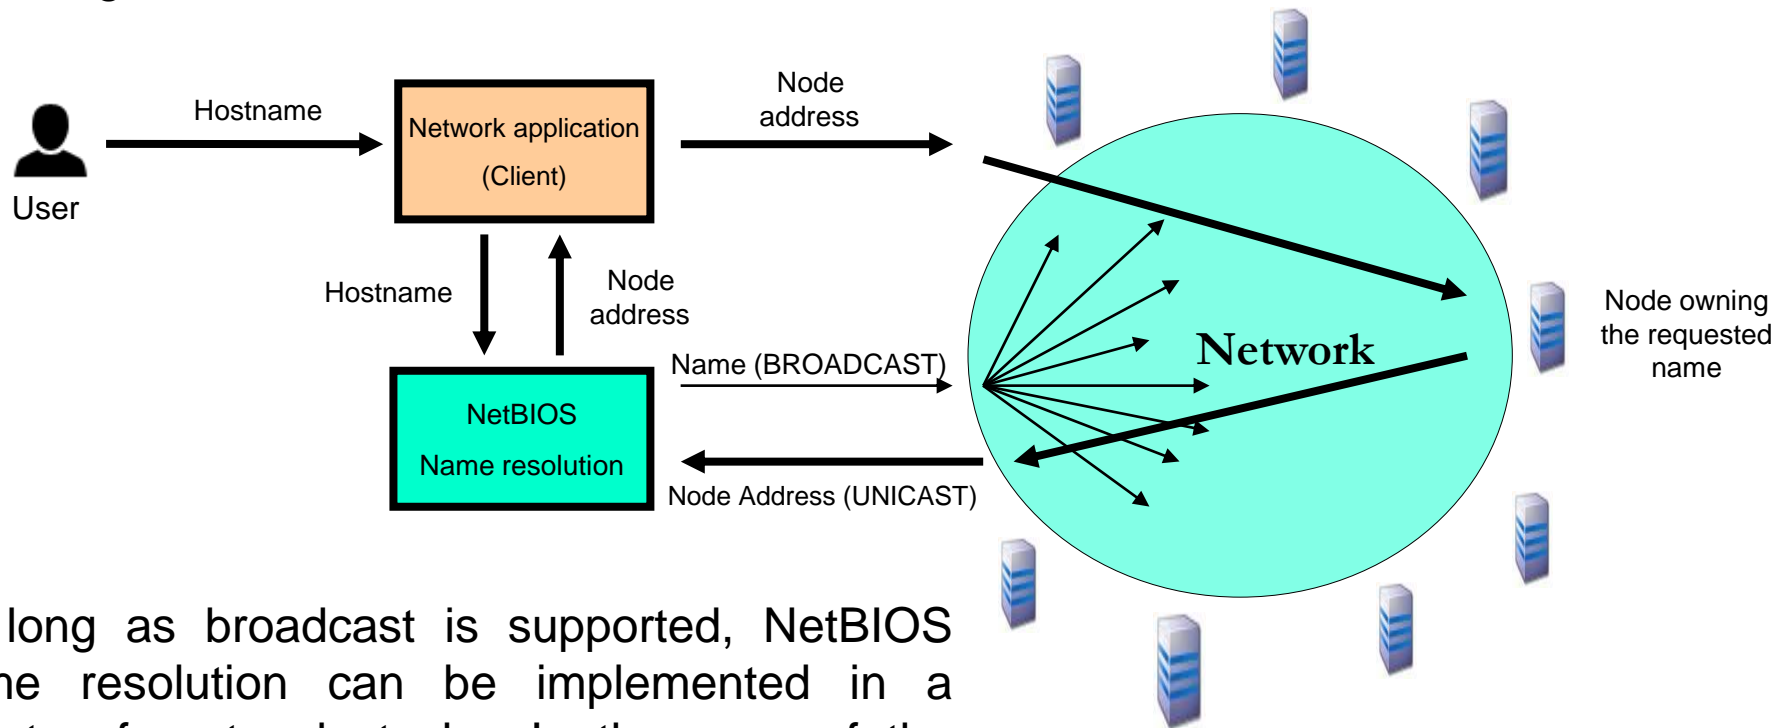 Hostname
Network application
(Client)
Node
address
User
Hostname
Node
address
Name (BROADCAST)
Network
Node owning
the requested
name
NetBIOS
Name resolution
Node Address (UNICAST)
long as broadcast is supported, NetBIOS
resolution can be implemented in a